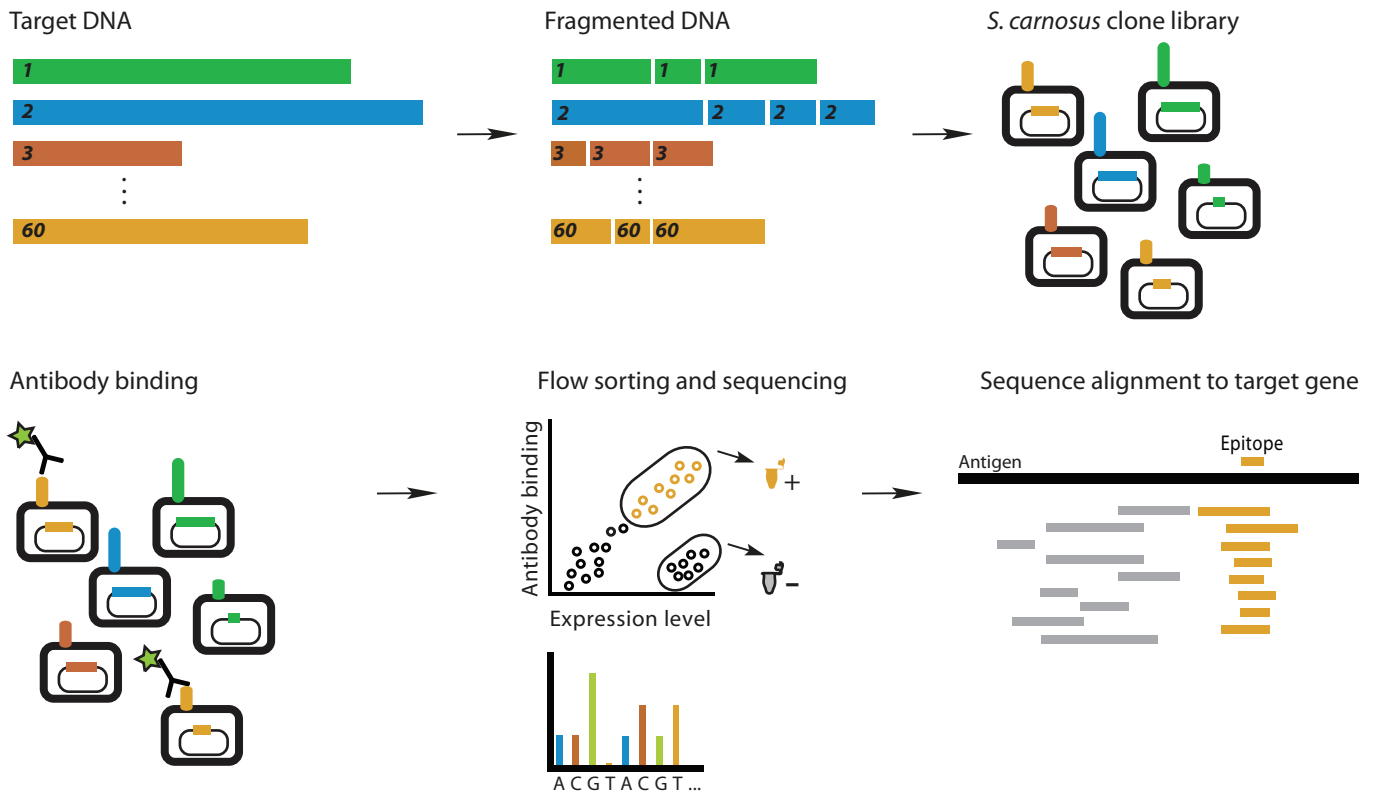 Target DNA
Fragmented DNA
S. carnosus clone library
1
1 1 1
2
2 2 2 2
3
3 3 3
60
60 60 60
Antibody binding
Flow sorting and sequencing
Sequence alignment to target gene
Antibody binding
+
-
Expression level
A C G T A C G T ...
Epitope
Antigen